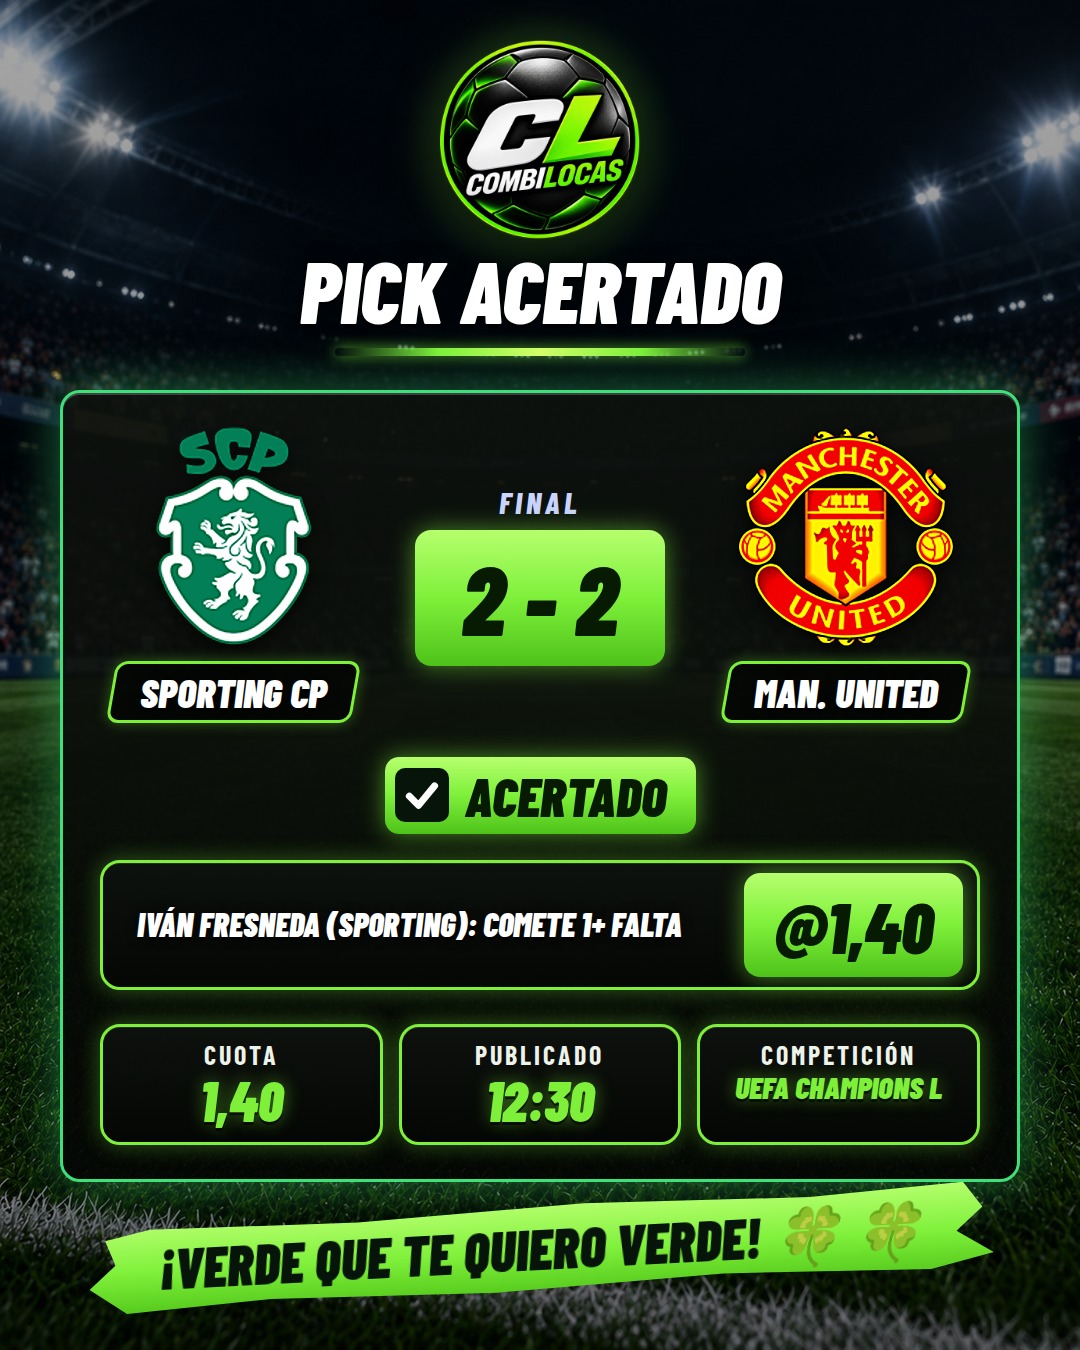 CL
COMBILOCAS
PICK ACERTADO
SCP
MANCHESTER
UNITED
FINAL
2 - 2
SPORTING CP
MAN. UNITED
ACERTADO
IVÁN FRESNEDA (SPORTING): COMETE 1+ FALTA
@1,40
CUOTA
1,40
PUBLICADO
12:30
COMPETICIÓN
UEFA CHAMPIONS L
¡VERDE QUE TE QUIERO VERDE! 🍀 🍀